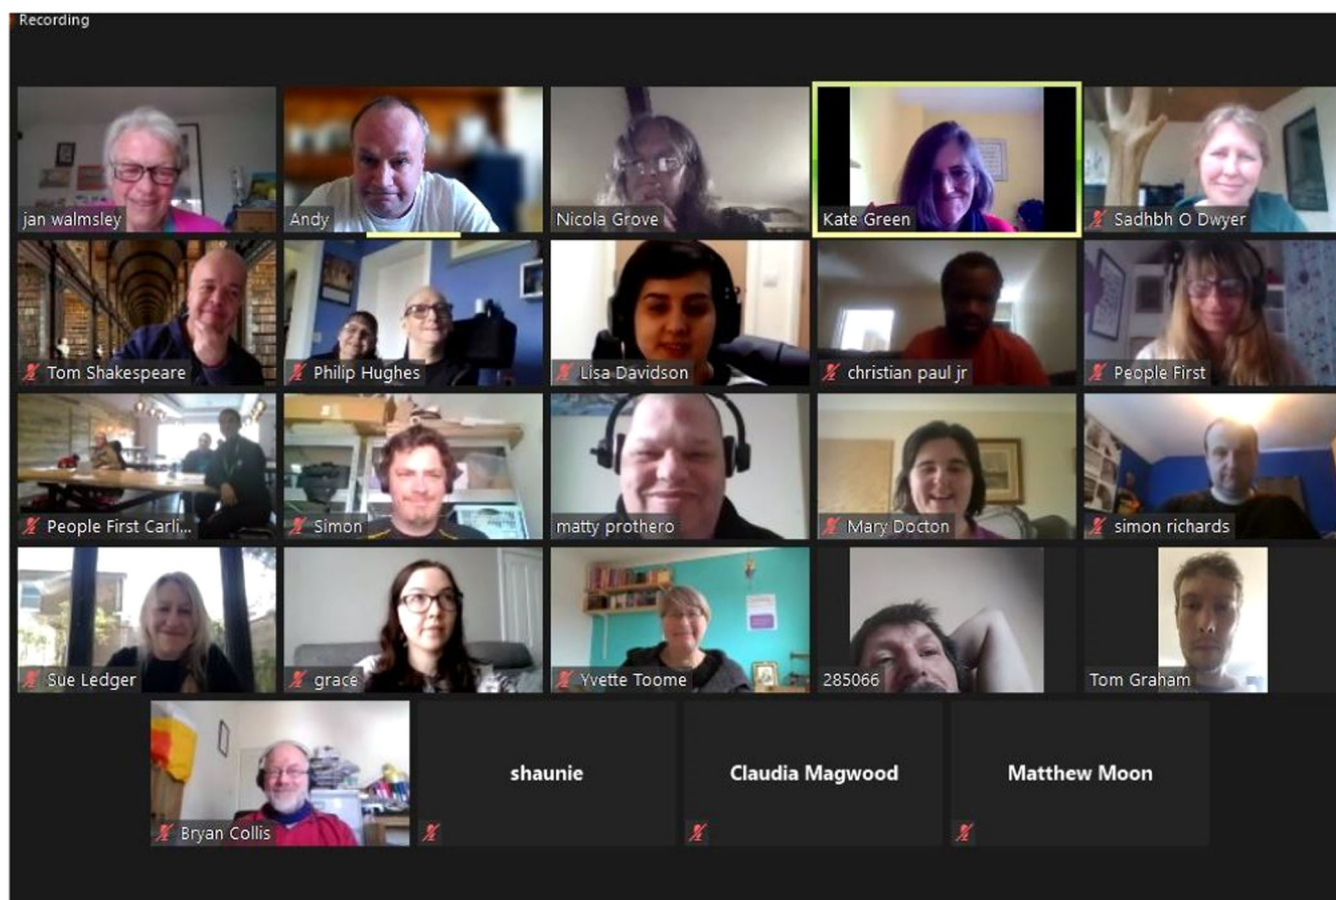 Recording
jan walmsley
Andy
Nicola Grove
Kate Green
Sadhbh O Dwyer
Tom Shakespeare
Philip Hughes
Lisa Davidson
christian paul jr
People First
People First Carli...
Simon
matty prothero
Mary Docton
simon richards
Sue Ledger
grace
Yvette Toome
285066
Tom Graham
Bryan Collis
shaunie
Claudia Magwood
Matthew Moon